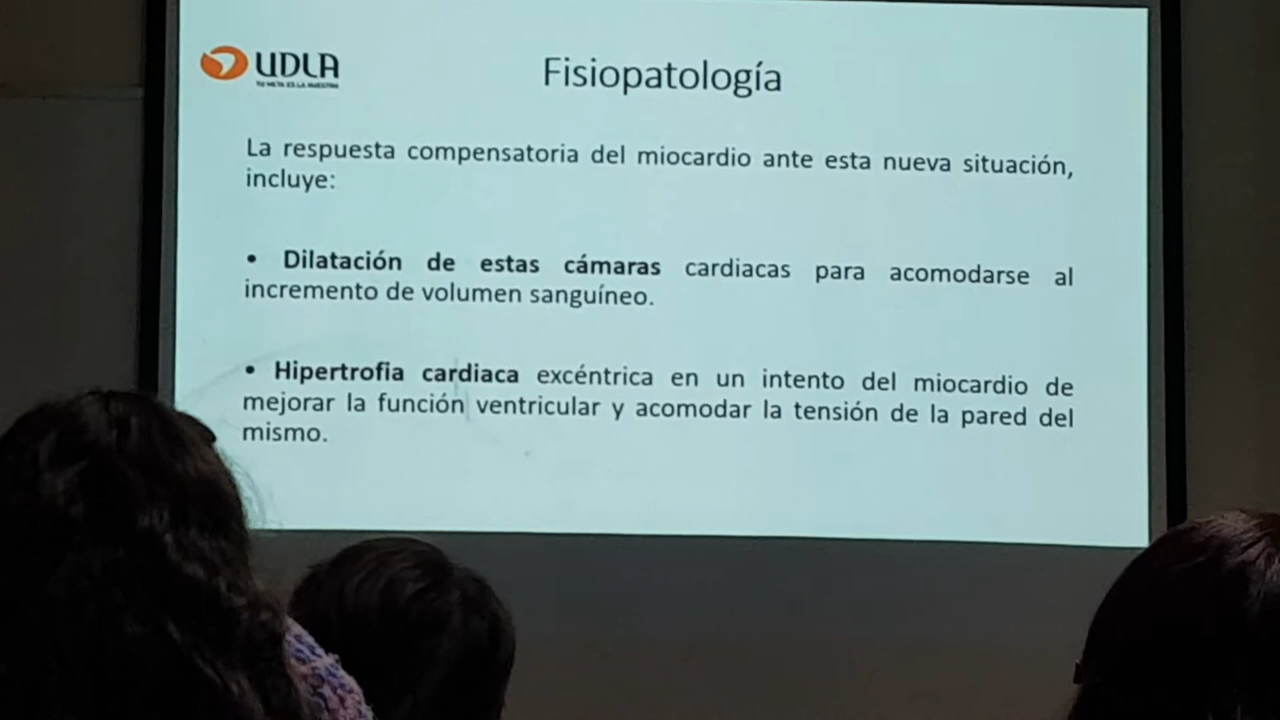 UDLA
TU META ES LA NUESTRA
Fisiopatología
La respuesta compensatoria del miocardio ante esta nueva situación,
incluye:
• Dilatación de estas cámaras cardiacas para acomodarse al
incremento de volumen sanguíneo.
• Hipertrofia cardiaca excéntrica en un intento del miocardio de
mejorar la función ventricular y acomodar la tensión de la pared del
mismo.